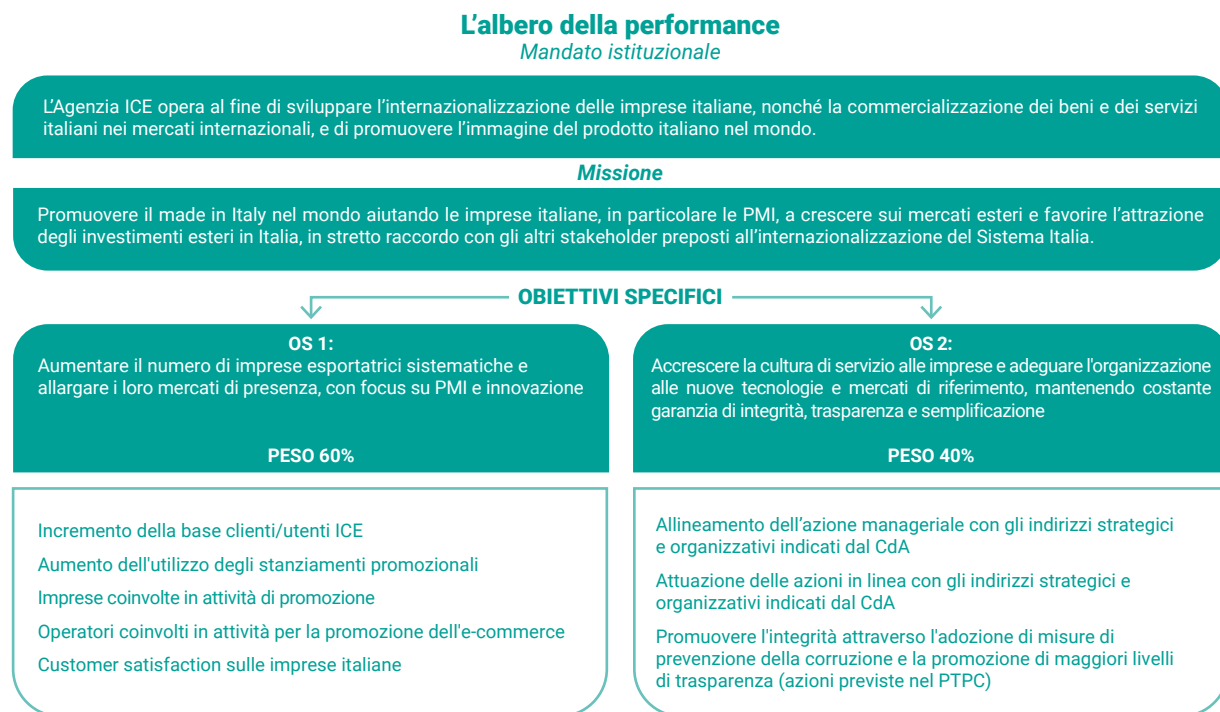 L'albero della performance
Mandato istituzionale
L'Agenzia ICE opera al fine di sviluppare l'internazionalizzazione delle imprese italiane, nonché la commercializzazione dei beni e dei servizi
italiani nei mercati internazionali, e di promuovere l'immagine del prodotto italiano nel mondo.
Missione
Promuovere il made in Italy nel mondo aiutando le imprese italiane, in particolare le PMI, a crescere sui mercati esteri e favorire l'attrazione
degli investimenti esteri in Italia, in stretto raccordo con gli altri stakeholder preposti all'internazionalizzazione del Sistema Italia.
OBIETTIVI SPECIFICI
OS 1:
Aumentare il numero di imprese esportatrici sistematiche e
allargare i loro mercati di presenza, con focus su PMI e innovazione
PESO 60%
Incremento della base clienti/utenti ICE
Aumento dell'utilizzo degli stanziamenti promozionali
Imprese coinvolte in attività di promozione
Operatori coinvolti in attività per la promozione dell'e-commerce
Customer satisfaction sulle imprese italiane
OS 2:
Accrescere la cultura di servizio alle imprese e adeguare l'organizzazione
alle nuove tecnologie e mercati di riferimento, mantenendo costante
garanzia di integrità, trasparenza e semplificazione
PESO 40%
Allineamento dell'azione manageriale con gli indirizzi strategici
e organizzativi indicati dal CdA
Attuazione delle azioni in linea con gli indirizzi strategici e
organizzativi indicati dal CdA
Promuovere l'integrità attraverso l'adozione di misure di
prevenzione della corruzione e la promozione di maggiori livelli
di trasparenza (azioni previste nel PTPC)